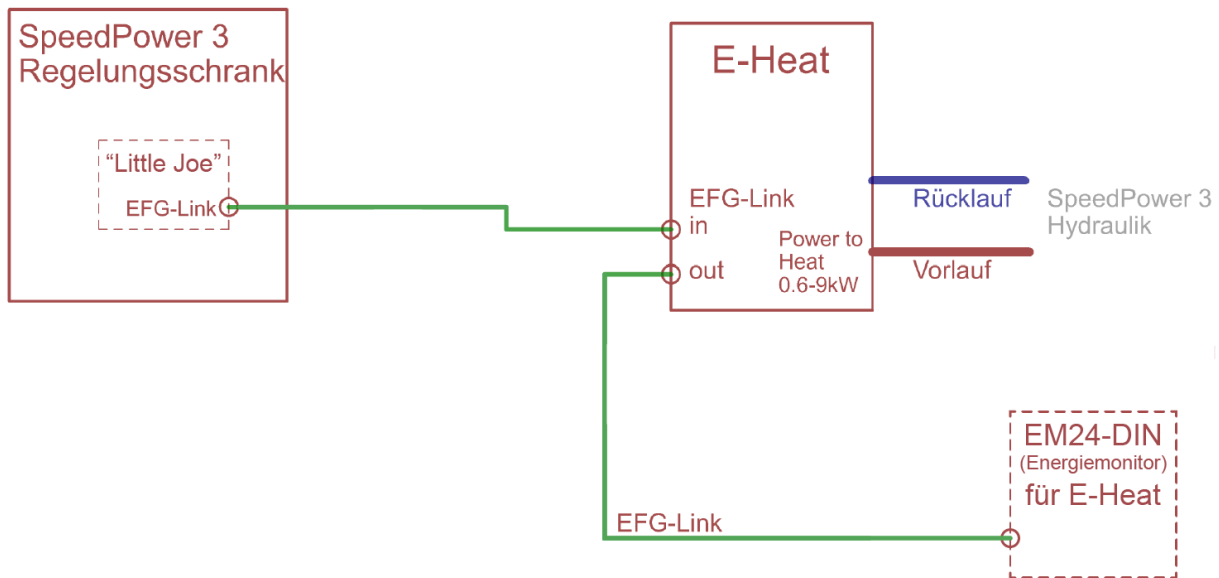 SpeedPower 3
Regelungsschrank
“Little Joe”
EFG-Link
E-Heat
EFG-Link
in
out
Power to
Heat
0.6-9kW
Rücklauf
Vorlauf
SpeedPower 3
Hydraulik
EM24-DIN
(Energiemonitor)
für E-Heat
EFG-Link